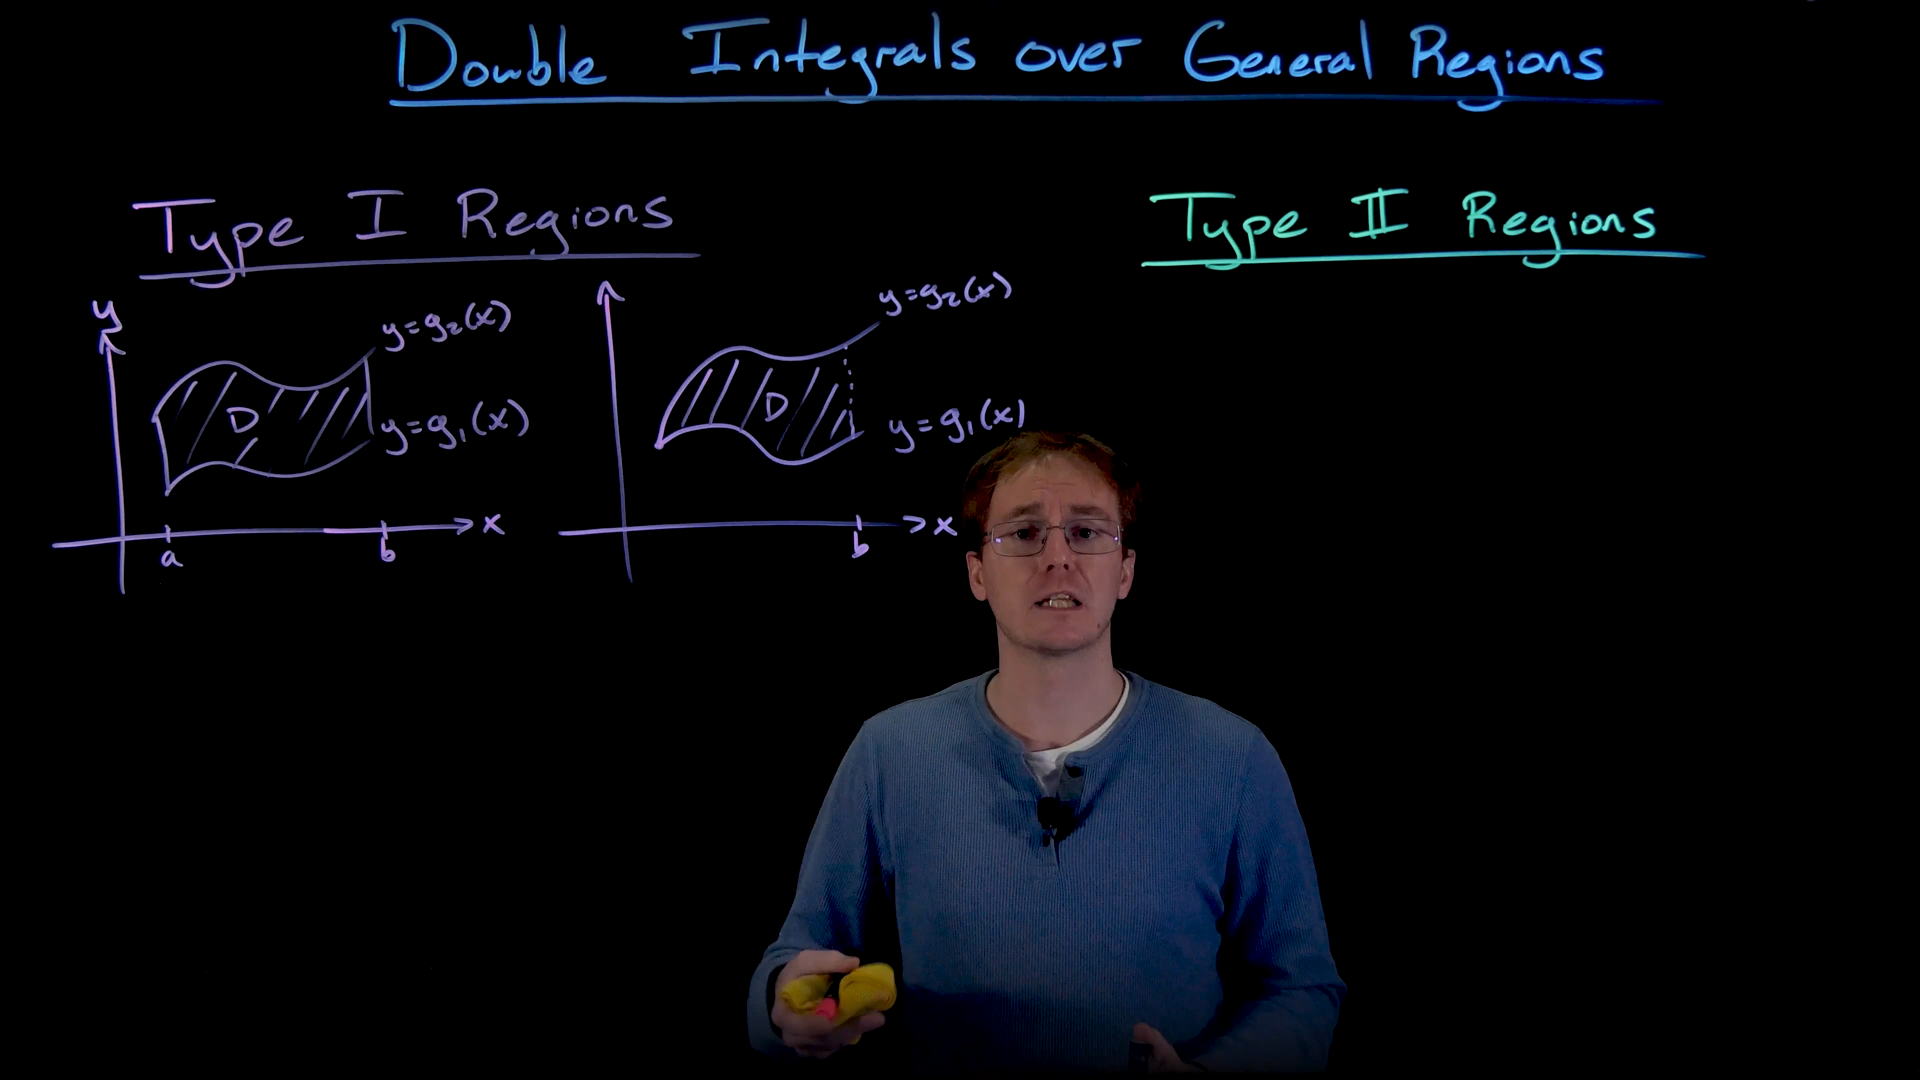 Double Integrals over General Regions
Type I Regions
y
y=g₂(x)
D
y=g₁(x)
x
a
b
y=g₂(x)
D
y=g₁(x)
x
b
Type II Regions